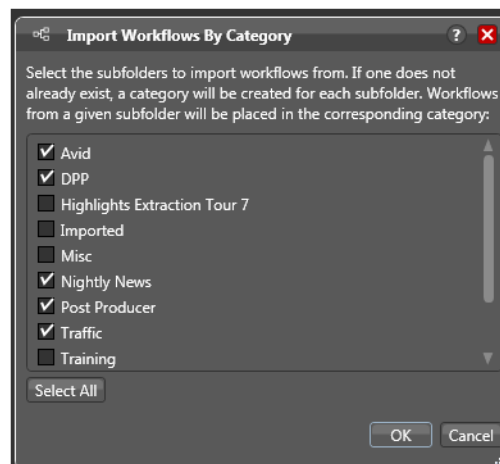 Import Workflows By Category
?
Select the subfolders to import workflows from. If one does not
already exist, a category will be created for each subfolder. Workflows
from a given subfolder will be placed in the corresponding category:
Avid
DPP
Highlights Extraction Tour 7
Imported
Misc
Nightly News
Post Producer
Traffic
Training
Select All
OK
Cancel